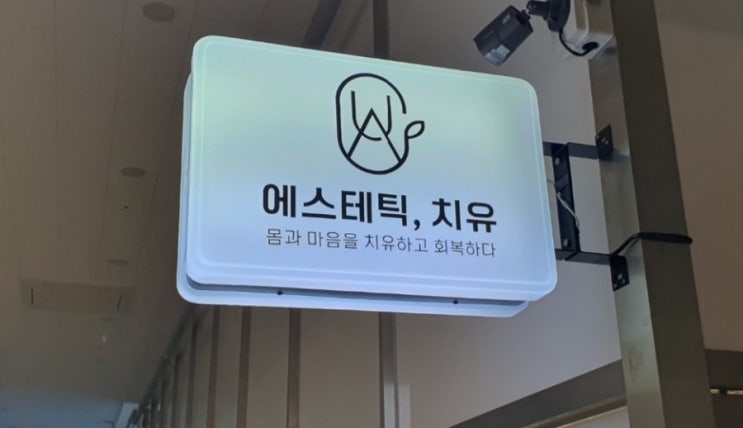 에스테틱, 치유
몸과 마음을 치유하고 회복하다